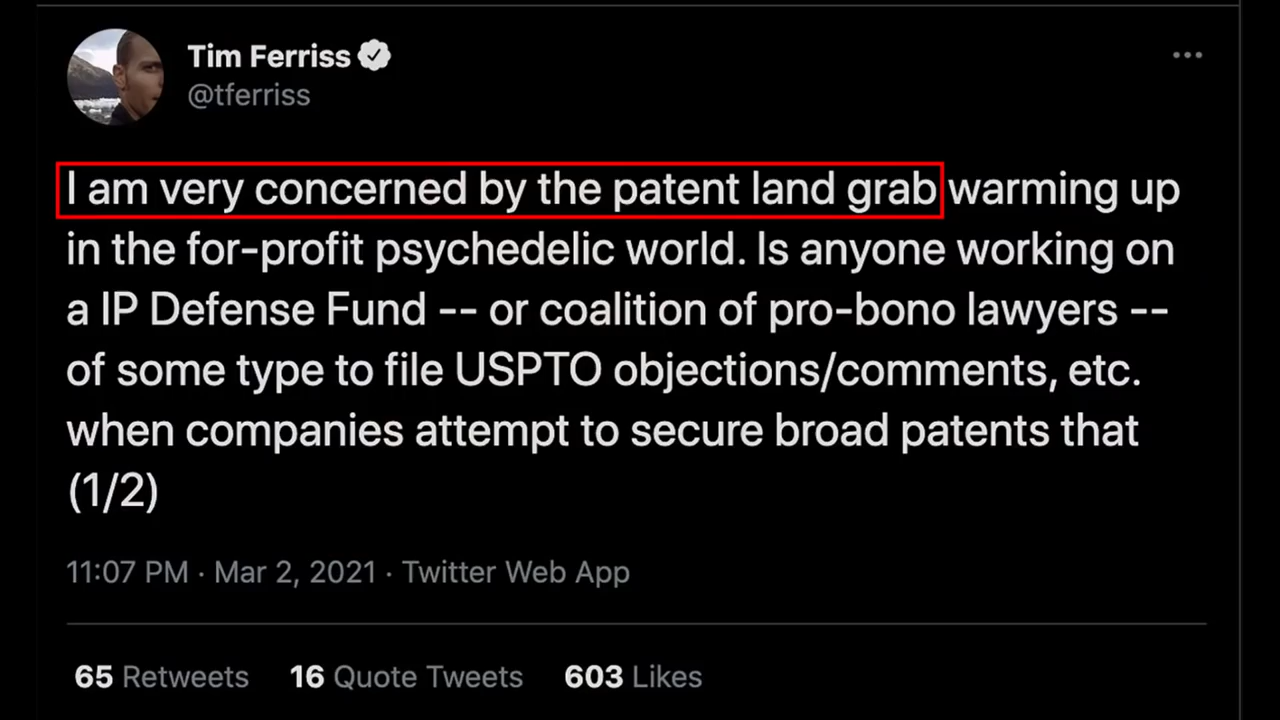 Tim Ferriss
@tferriss
I am very concerned by the patent land grab warming up
in the for-profit psychedelic world. Is anyone working on
a IP Defense Fund -- or coalition of pro-bono lawyers --
of some type to file USPTO objections/comments, etc.
when companies attempt to secure broad patents that
(1/2)
11:07 PM · Mar 2, 2021 · Twitter Web App
65 Retweets 16 Quote Tweets 603 Likes